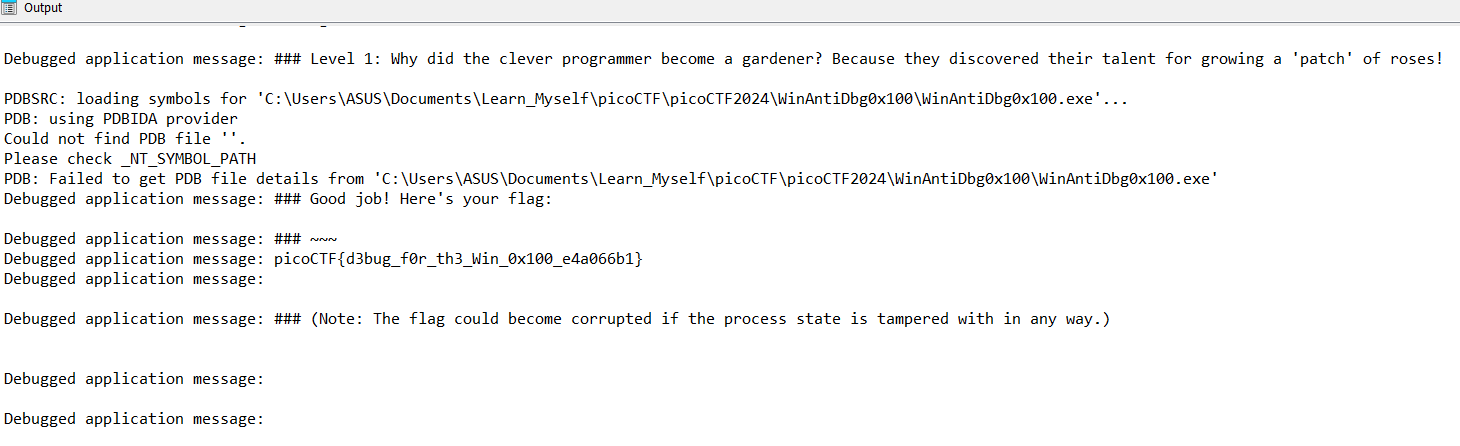 Output
Debugged application message: ### Level 1: Why did the clever programmer become a gardener? Because they discovered their talent for growing a 'patch' of roses!
PDBSRC: loading symbols for 'C:\Users\ASUS\Documents\Learn_Myself\picoCTF\picoCTF2024\WinAntiDbg0x100\WinAntiDbg0x100.exe'...
PDB: using PDBIDA provider
Could not find PDB file ''.
Please check _NT_SYMBOL_PATH
PDB: Failed to get PDB file details from 'C:\Users\ASUS\Documents\Learn_Myself\picoCTF\picoCTF2024\WinAntiDbg0x100\WinAntiDbg0x100.exe'
Debugged application message: ### Good job! Here's your flag:
Debugged application message: ### ~~~
Debugged application message: picoCTF{d3bug_f0r_th3_Win_0x100_e4a066b1}
Debugged application message:
Debugged application message: ### (Note: The flag could become corrupted if the process state is tampered with in any way.)
Debugged application message:
Debugged application message: